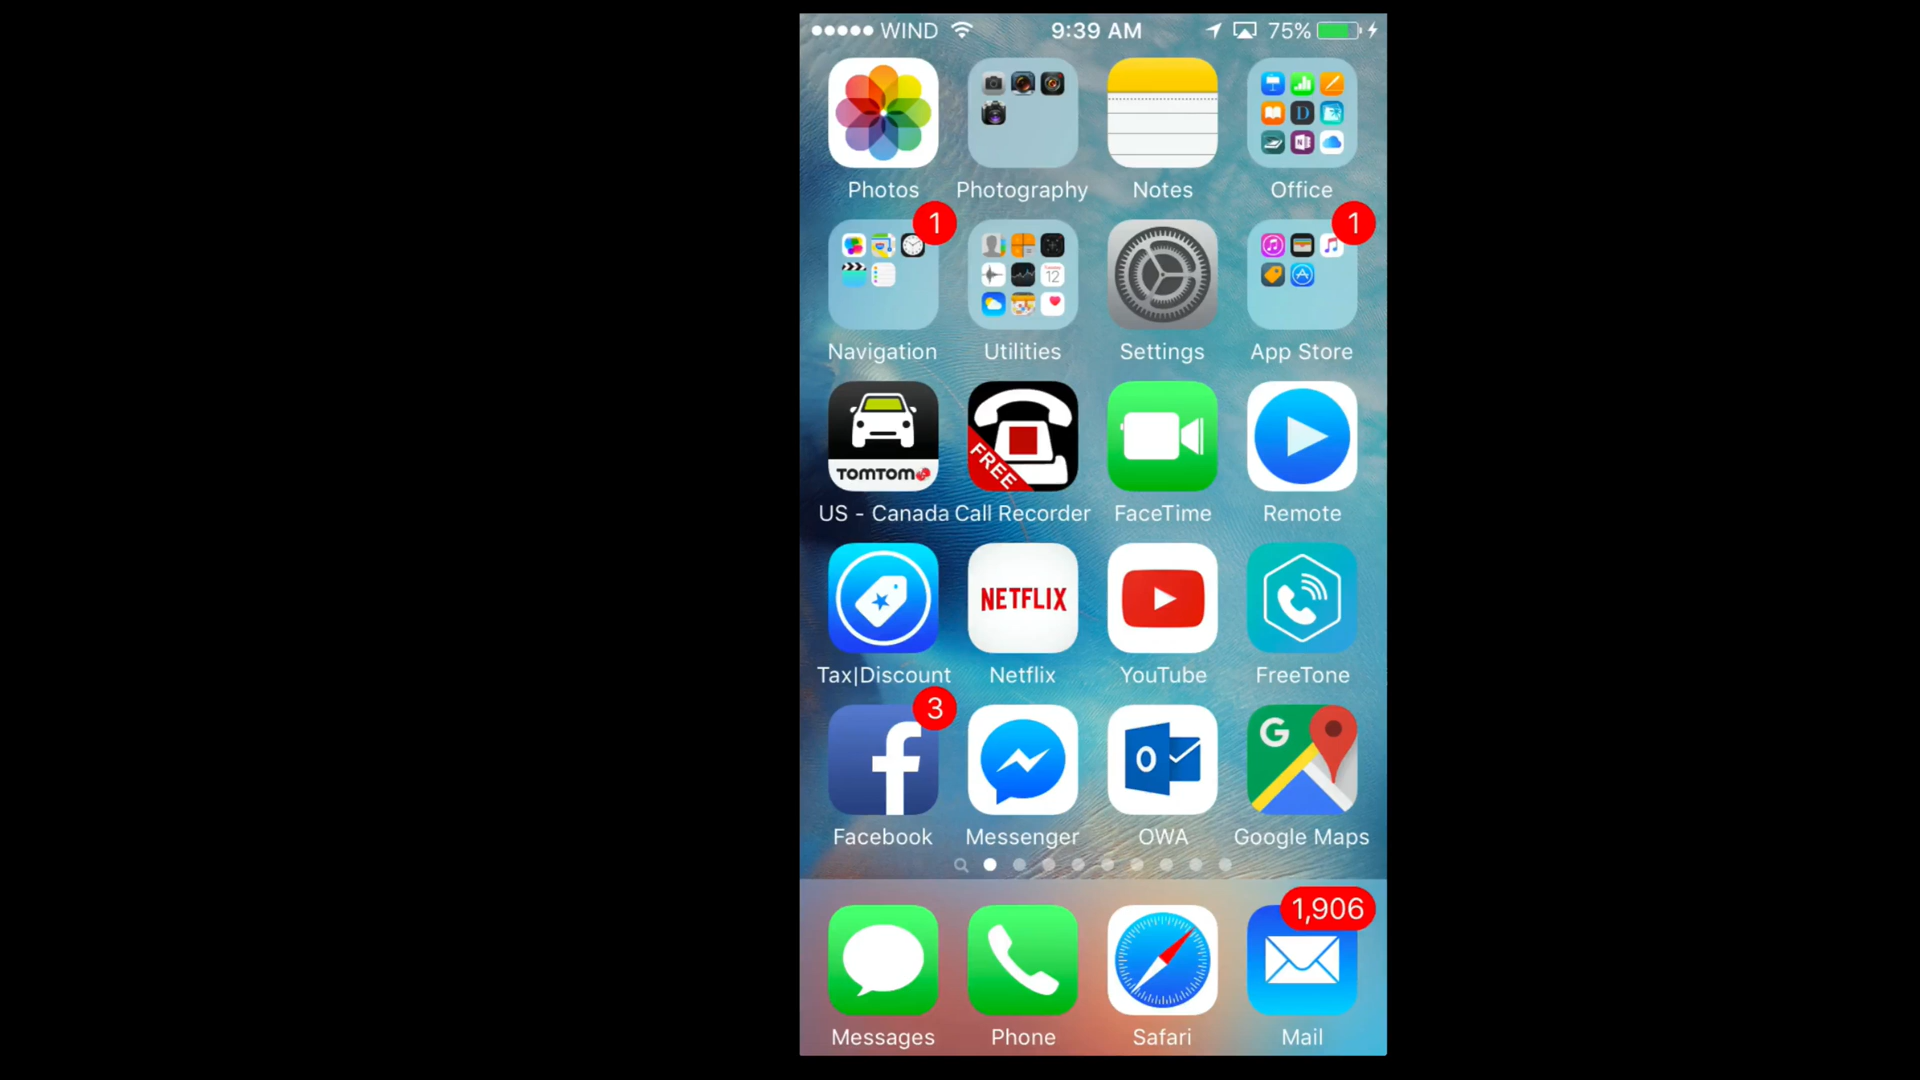 WIND 9:39 AM 75%
Photos Photography Notes Office
1 1
12
Navigation Utilities Settings App Store
TOMTOM FREE
US - Canada Call Recorder FaceTime Remote
NETFLIX
Tax|Discount Netflix YouTube FreeTone
3
f O G
Facebook Messenger OWA Google Maps
1,906
Messages Phone Safari Mail